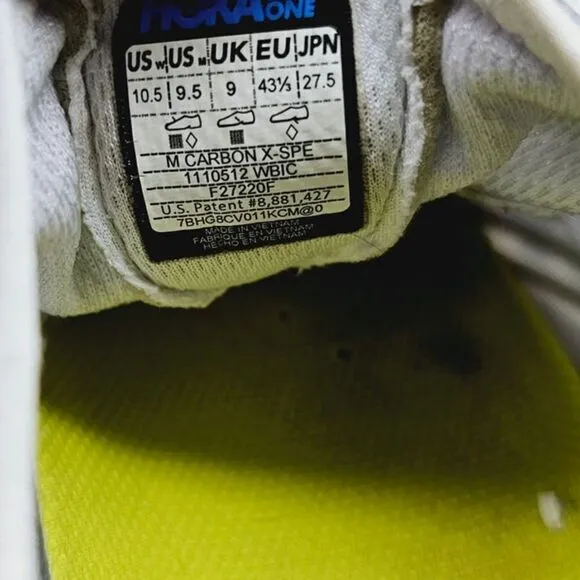 HOKA ONE
US W US M UK EU JPN
10.5 9.5 9 43⅓ 27.5
M CARBON X-SPE
1110512 WBIC
F27220F
U.S. Patent #8,881,427
7BHG8CV011KCM@0
MADE IN VIETNAM
FABRIQUE EN VIETNAM
HECHO EN VIETNAM